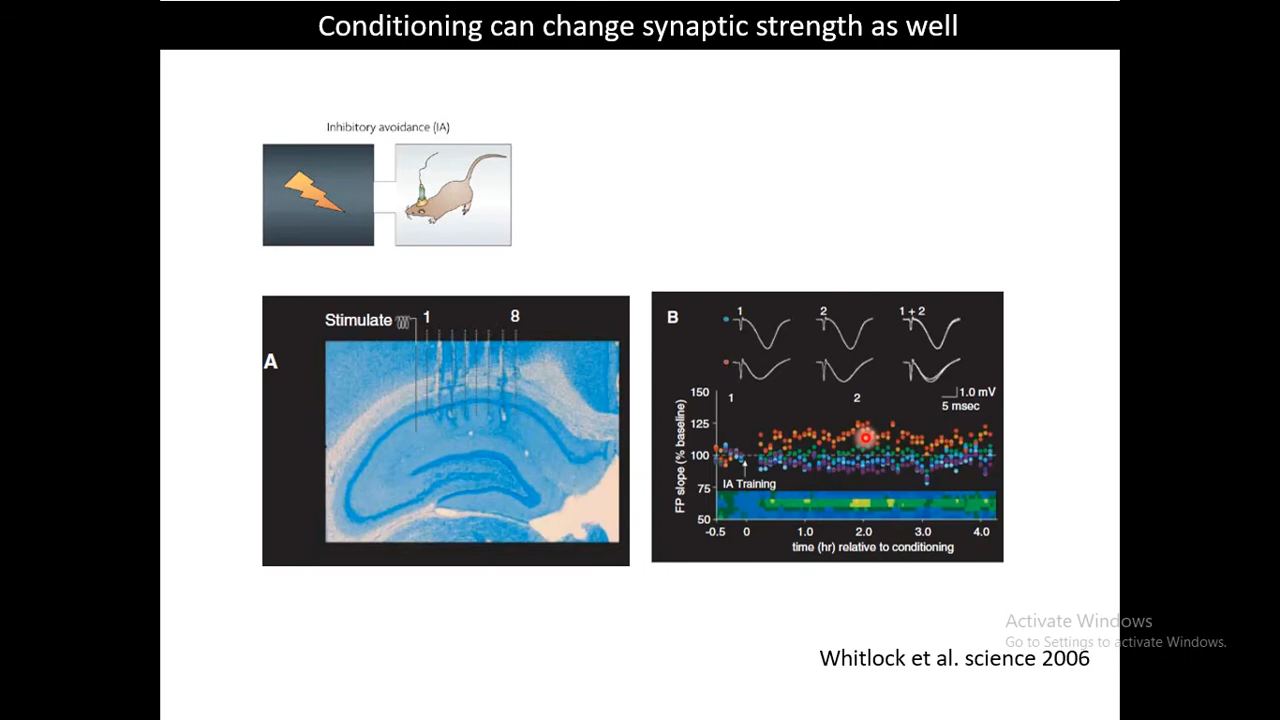 Conditioning can change synaptic strength as well
Inhibitory avoidance (IA)
Stimulate 1 8
A
B
1 2 1 + 2
1.0 mV
5 msec
1 2
150
125
100
75
50
FP slope (% baseline)
IA Training
-0.5 0 1.0 2.0 3.0 4.0
time (hr) relative to conditioning
Activate Windows
Go to Settings to activate Windows.
Whitlock et al. science 2006